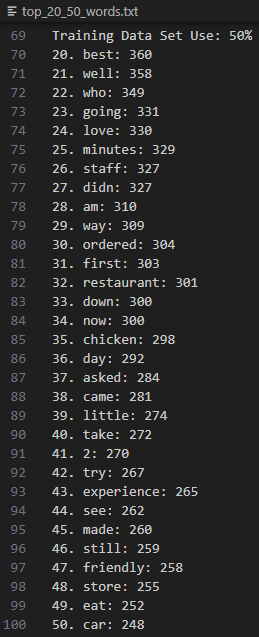 top_20_50_words.txt
69 Training Data Set Use: 50%
70 20. best: 360
71 21. well: 358
72 22. who: 349
73 23. going: 331
74 24. love: 330
75 25. minutes: 329
76 26. staff: 327
77 27. didn: 327
78 28. am: 310
79 29. way: 309
80 30. ordered: 304
81 31. first: 303
82 32. restaurant: 301
83 33. down: 300
84 34. now: 300
85 35. chicken: 298
86 36. day: 292
87 37. asked: 284
88 38. came: 281
89 39. little: 274
90 40. take: 272
91 41. 2: 270
92 42. try: 267
93 43. experience: 265
94 44. see: 262
95 45. made: 260
96 46. still: 259
97 47. friendly: 258
98 48. store: 255
99 49. eat: 252
100 50. car: 248